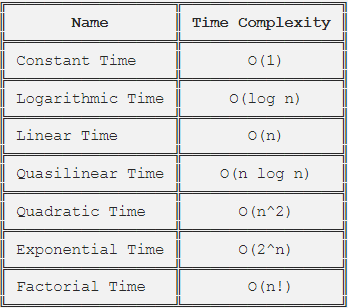 Name Time Complexity
Constant Time O(1)
Logarithmic Time O(log n)
Linear Time O(n)
Quasilinear Time O(n log n)
Quadratic Time O(n^2)
Exponential Time O(2^n)
Factorial Time O(n!)